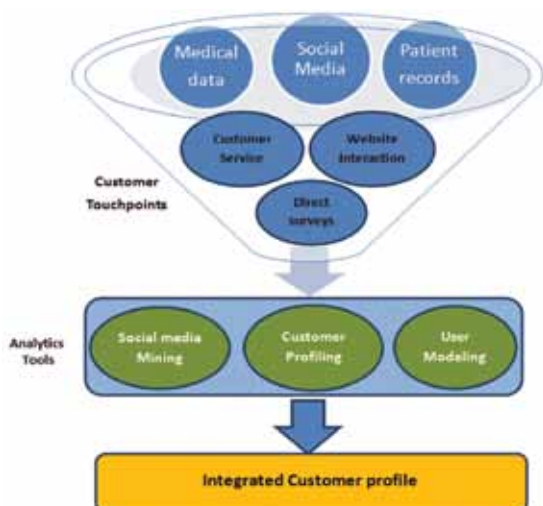 Medical
data
Social
Media
Patient
records
Customer
Service
Website
Interaction
Customer
Touchpoints
Direct
surveys
Analytics
Tools
Social media
Mining
Customer
Profiling
User
Modeling
Integrated Customer profile